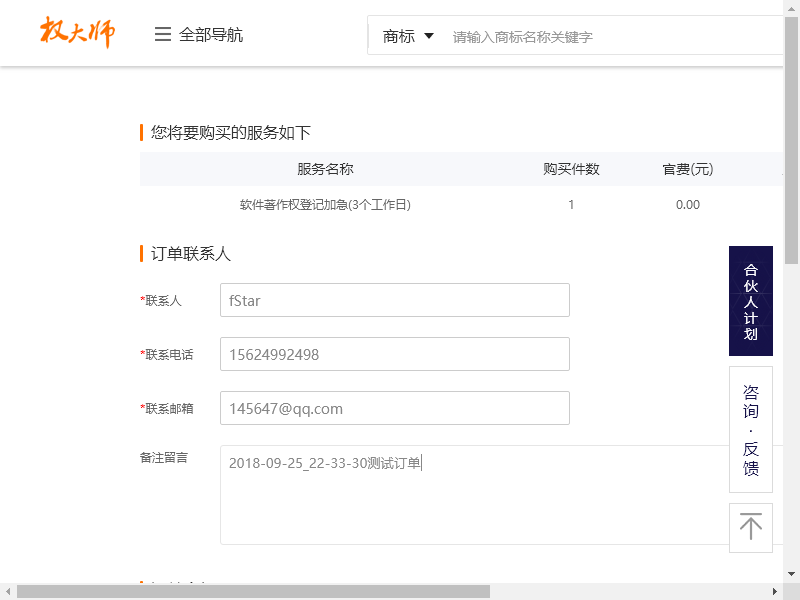 权大师
全部导航
商标
请输入商标名称关键字
您将要购买的服务如下
服务名称 购买件数 官费(元)
软件著作权登记加急(3个工作日) 1 0.00
订单联系人
*联系人 fStar
*联系电话 15624992498
*联系邮箱 145647@qq.com
备注留言 2018-09-25_22-33-30测试订单
合伙人计划
咨询·反馈